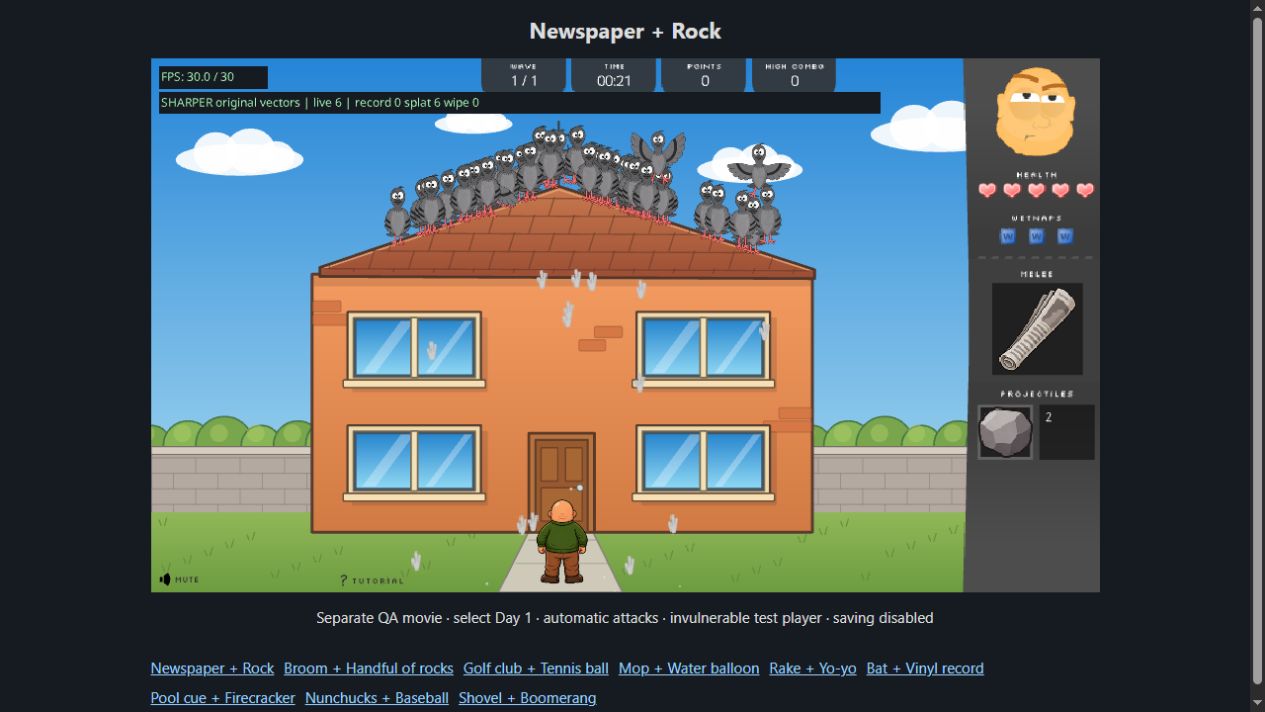 Newspaper + Rock
FPS: 30.0 / 30
WAVE
1 / 1
TIME
00:21
POINTS
0
HIGH COMBO
0
SHARPER original vectors | live 6 | record 0 splat 6 wipe 0
HEALTH
WETNAPS
W W W
MELEE
PROJECTILES
2
MUTE
? TUTORIAL
Separate QA movie · select Day 1 · automatic attacks · invulnerable test player · saving disabled
Newspaper + Rock Broom + Handful of rocks Golf club + Tennis ball Mop + Water balloon Rake + Yo-yo Bat + Vinyl record
Pool cue + Firecracker Nunchucks + Baseball Shovel + Boomerang